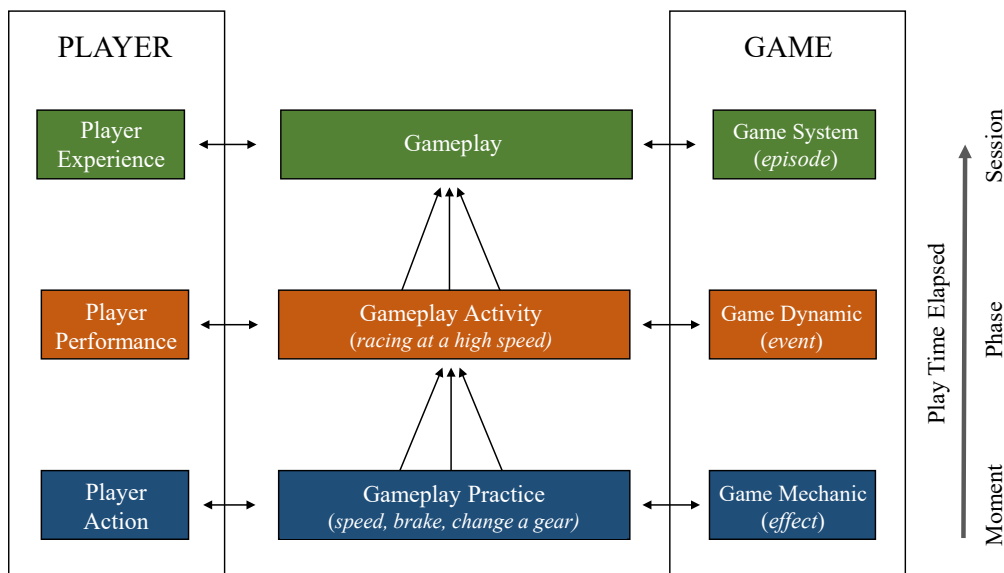 PLAYER
GAME
Player
Experience
Gameplay
Game System
(episode)
Session
Player
Performance
Gameplay Activity
(racing at a high speed)
Game Dynamic
(event)
Phase
Play Time Elapsed
Player
Action
Gameplay Practice
(speed, brake, change a gear)
Game Mechanic
(effect)
Moment